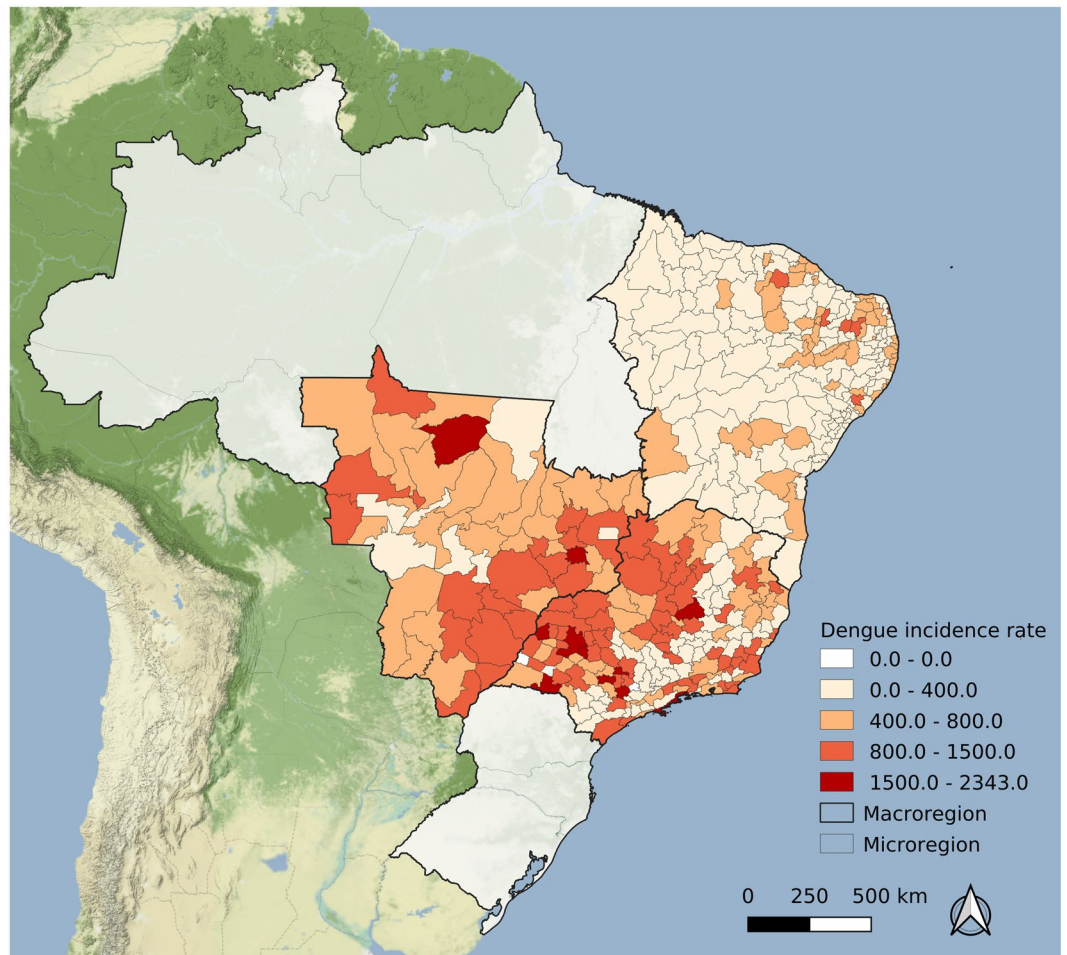 Dengue incidence rate
0.0 - 0.0
0.0 - 400.0
400.0 - 800.0
800.0 - 1500.0
1500.0 - 2343.0
Macroregion
Microregion
0 250 500 km